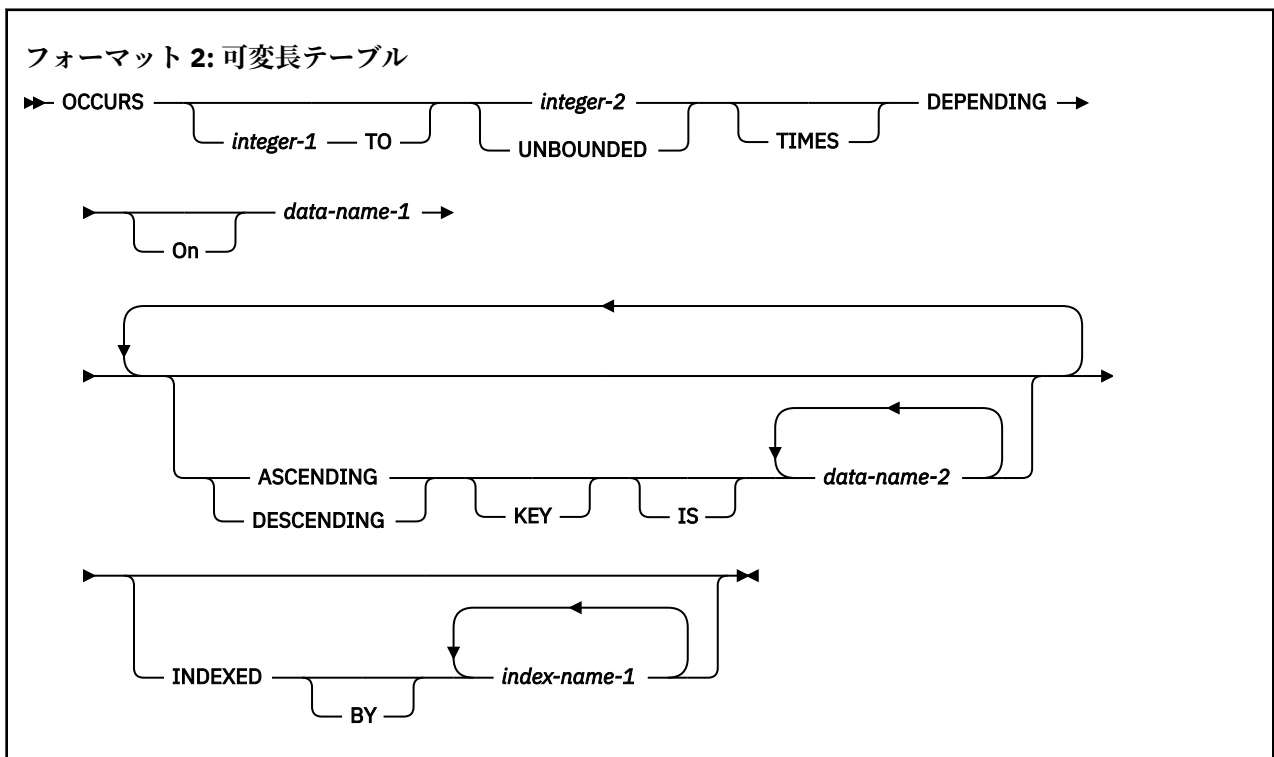 フォーマット 2: 可変長テーブル
OCCURS integer-1 TO integer-2 UNBOUNDED TIMES DEPENDING
On data-name-1
ASCENDING DESCENDING KEY IS data-name-2
INDEXED BY index-name-1